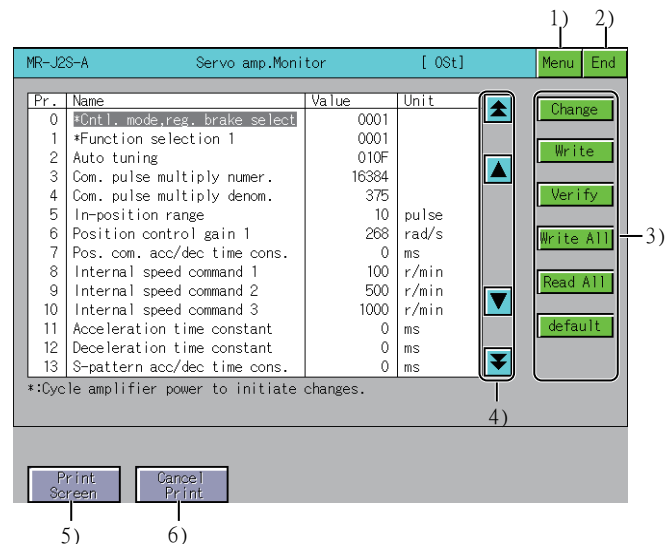 1) 2)
MR-J2S-A Servo amp.Monitor [ OSt] Menu End
Pr. Name Value Unit
0 *Cntl. mode,reg. brake select 0001
1 *Function selection 1 0001
2 Auto tuning 010F
3 Com. pulse multiply numer. 16384
4 Com. pulse multiply denom. 375
5 In-position range 10 pulse
6 Position control gain 1 268 rad/s
7 Pos. com. acc/dec time cons. 0 ms
8 Internal speed command 1 100 r/min
9 Internal speed command 2 500 r/min
10 Internal speed command 3 1000 r/min
11 Acceleration time constant 0 ms
12 Deceleration time constant 0 ms
13 S-pattern acc/dec time cons. 0 ms
*:Cycle amplifier power to initiate changes.
Change
Write
Verify
Write All
3)
Read All
default
4)
Print
Screen
Cancel
Print
5) 6)